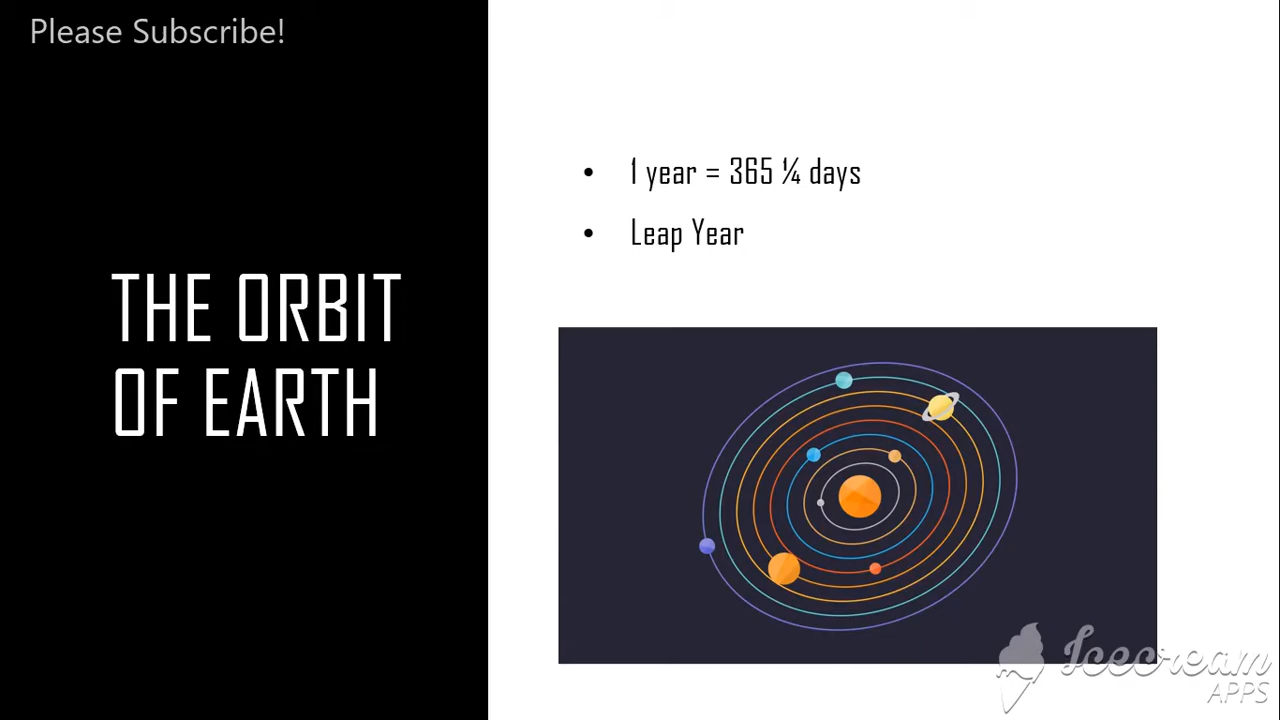 Please Subscribe!
THE ORBIT
OF EARTH
• 1 year = 365 ¼ days
• Leap Year
Icecream
APPS